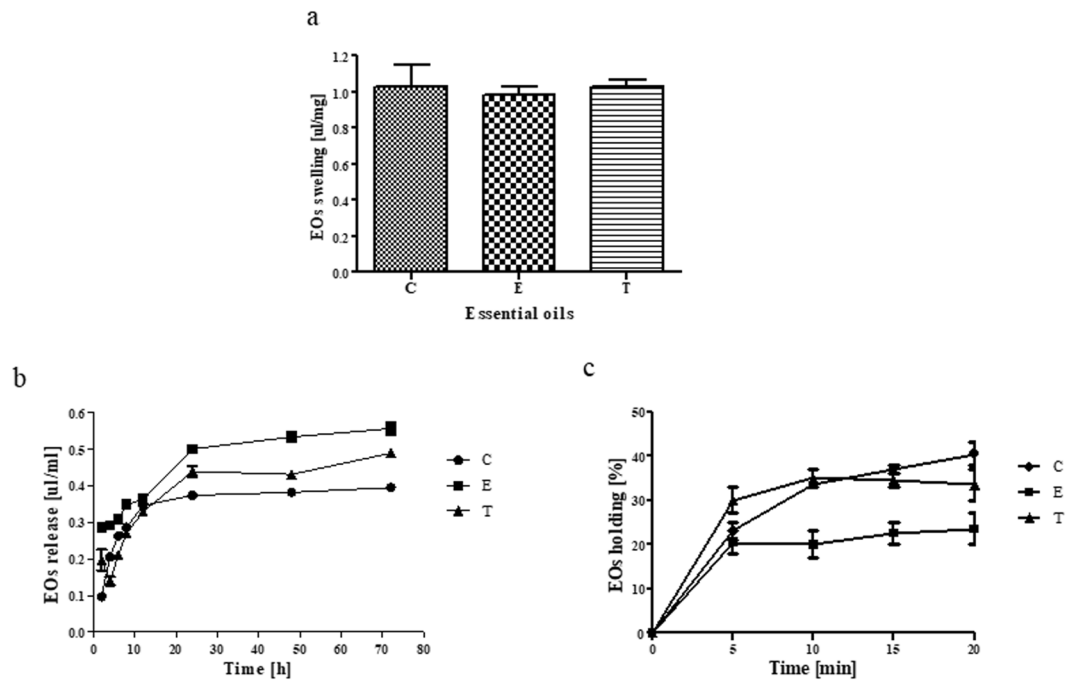 a
1.2
1.0
0.8
0.6
0.4
0.2
0.0
EOs swelling [ul/mg]
C E T
Essential oils
b
0.6
0.5
0.4
0.3
0.2
0.1
0.0
EOs release [ul/ml]
0 10 20 30 40 50 60 70 80
Time [h]
C
E
T
c
50
40
30
20
10
0
EOs holding [%]
0 5 10 15 20
Time [min]
C
E
T